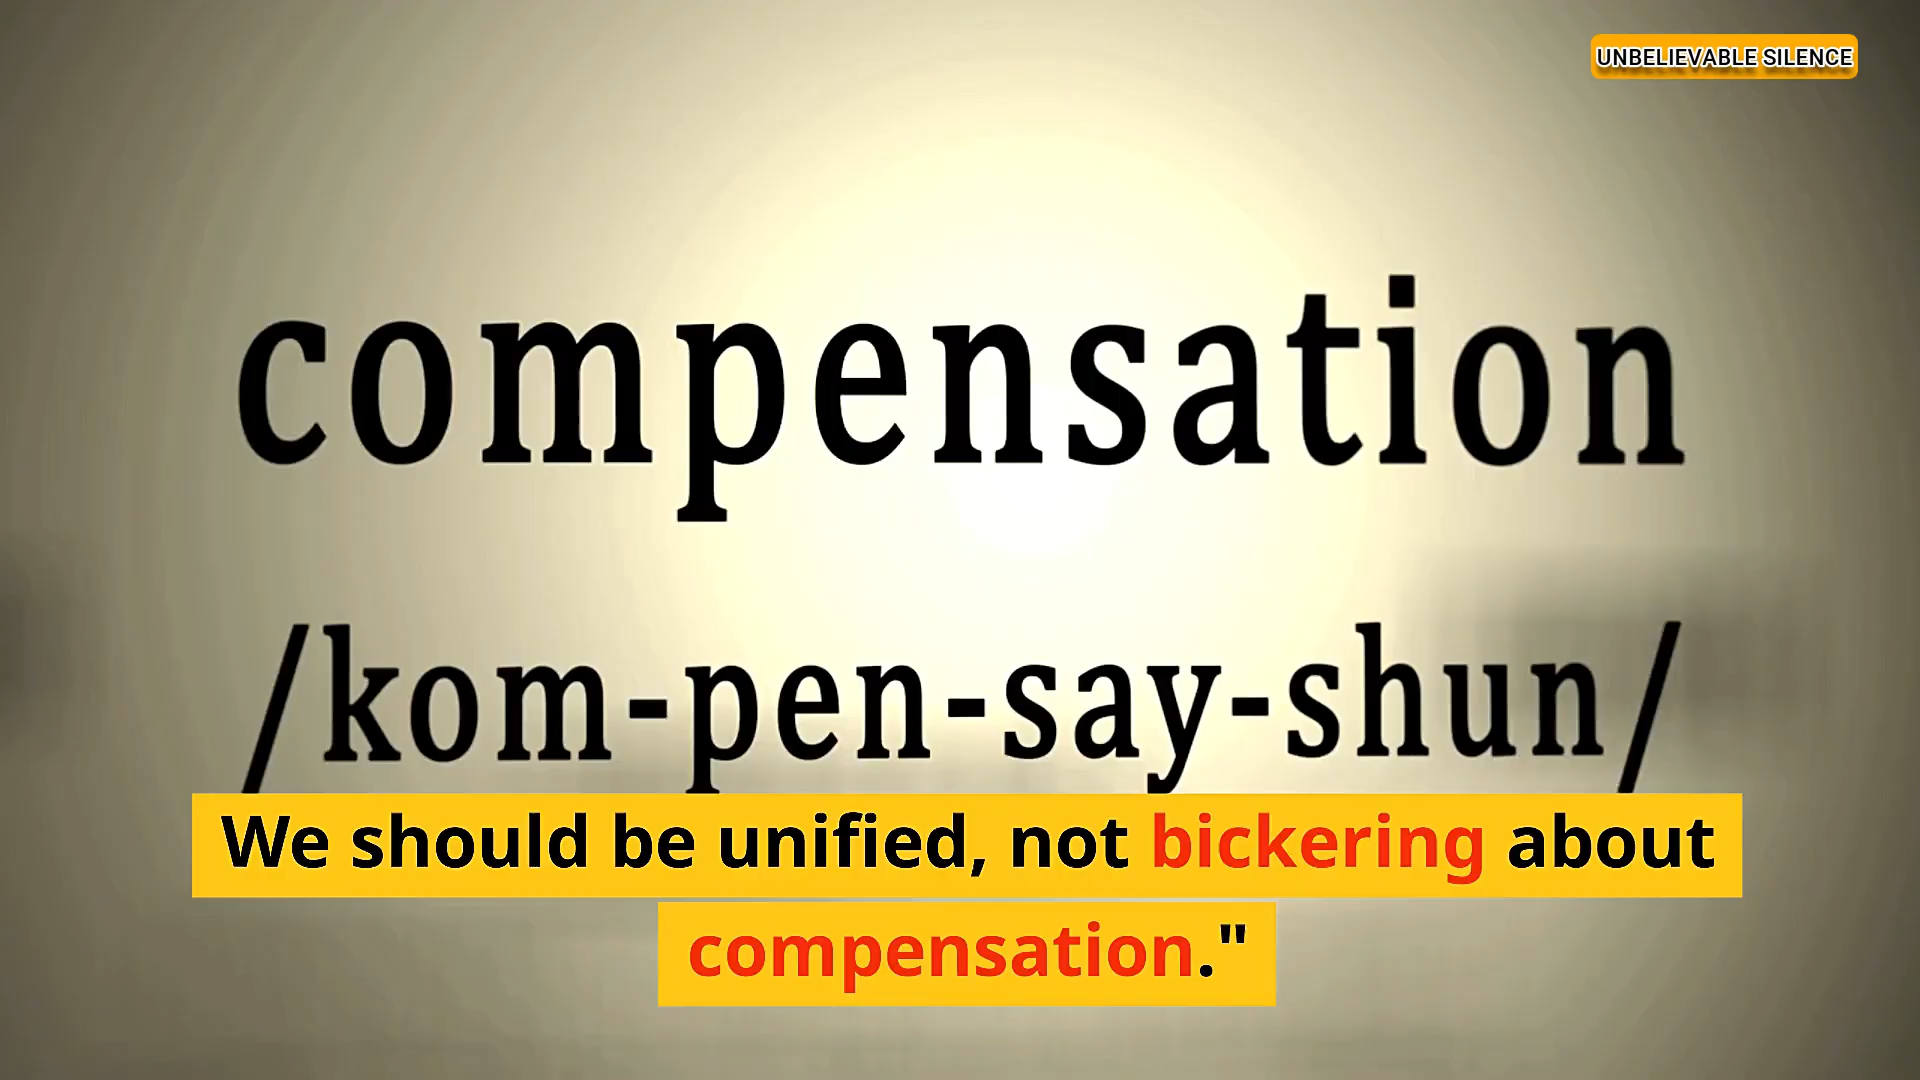 UNBELIEVABLE SILENCE
compensation
/kom-pen-say-shun/
We should be unified, not bickering about
compensation."